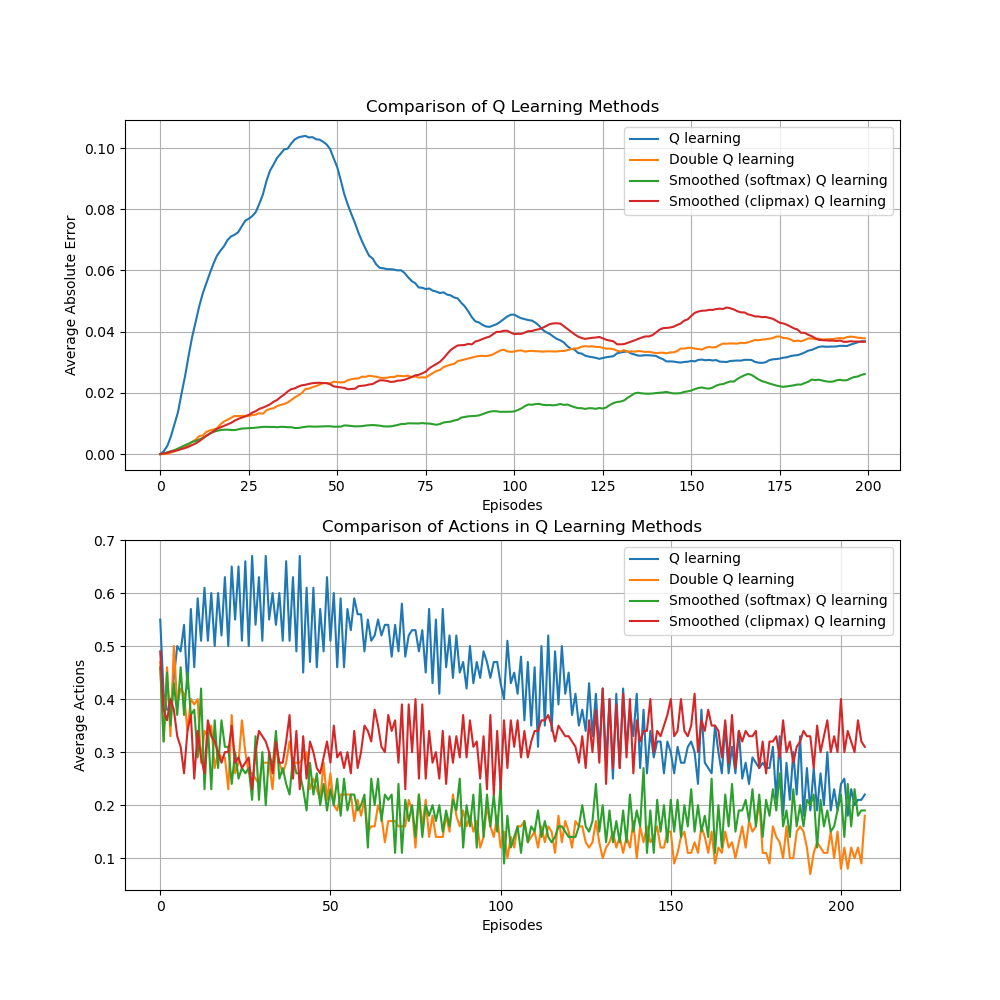 Comparison of Q Learning Methods
Average Absolute Error
0.10
0.08
0.06
0.04
0.02
0.00
Q learning
Double Q learning
Smoothed (softmax) Q learning
Smoothed (clipmax) Q learning
0 25 50 75 100 125 150 175 200
Episodes
Comparison of Actions in Q Learning Methods
Average Actions
0.7
0.6
0.5
0.4
0.3
0.2
0.1
Q learning
Double Q learning
Smoothed (softmax) Q learning
Smoothed (clipmax) Q learning
0 50 100 150 200
Episodes